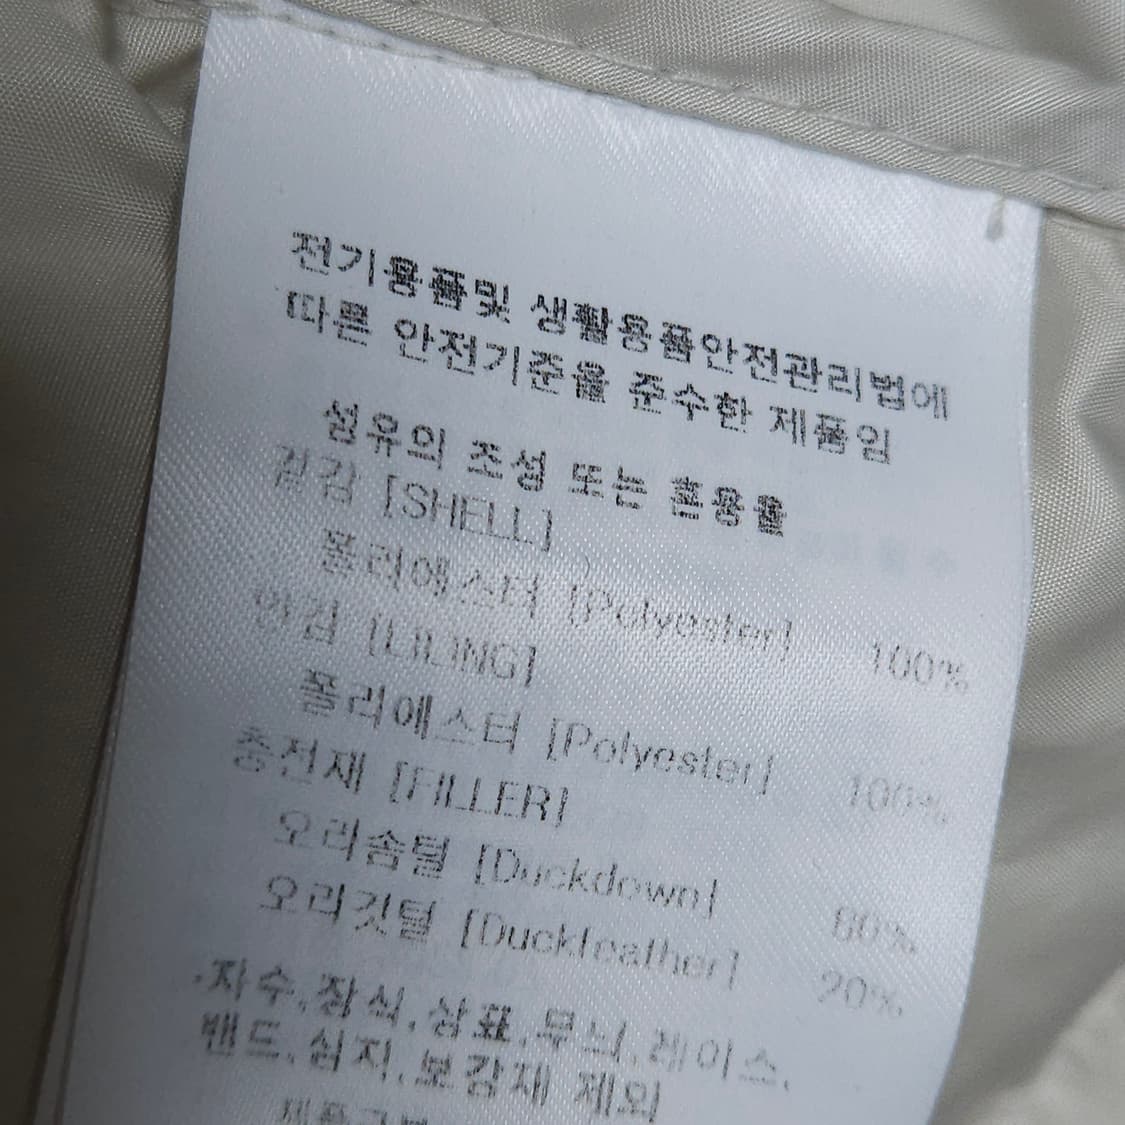 전기용품및 생활용품안전관리법에
따른 안전기준을 준수한 제품임
섬유의 조성 또는 혼용율
겉감 [SHELL]
폴리에스터 [Polyester] 100%
안감 [LILING]
폴리에스터 [Polyester] 100%
충전재 [FILLER]
오리솜털 [Duckdown] 80%
오리깃털 [Duckfeather] 20%
.자수.장식.상표.무늬.레이스.
밴드.심지.보강재 제외